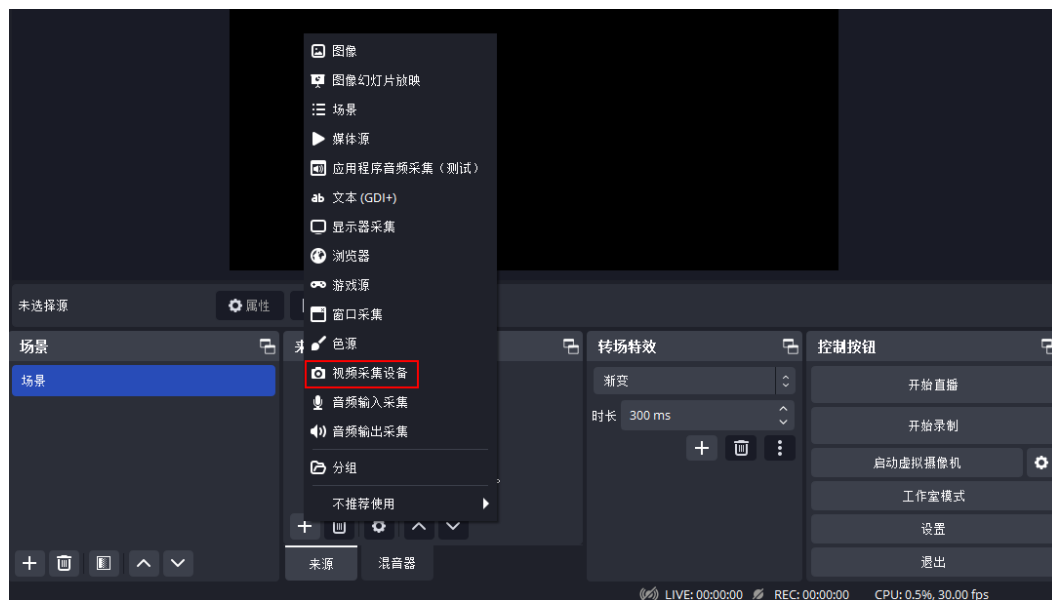 图像
图像幻灯片放映
场景
媒体源
应用程序音频采集（测试）
ab 文本 (GDI+)
显示器采集
浏览器
游戏源
窗口采集
色源
视频采集设备
音频输入采集
音频输出采集
分组
不推荐使用
未选择源
属性
场景
场景
来源
混音器
转场特效
渐变
时长 300 ms
控制按钮
开始直播
开始录制
启动虚拟摄像机
工作室模式
设置
退出
LIVE: 00:00:00 REC: 00:00:00 CPU: 0.5%, 30.00 fps